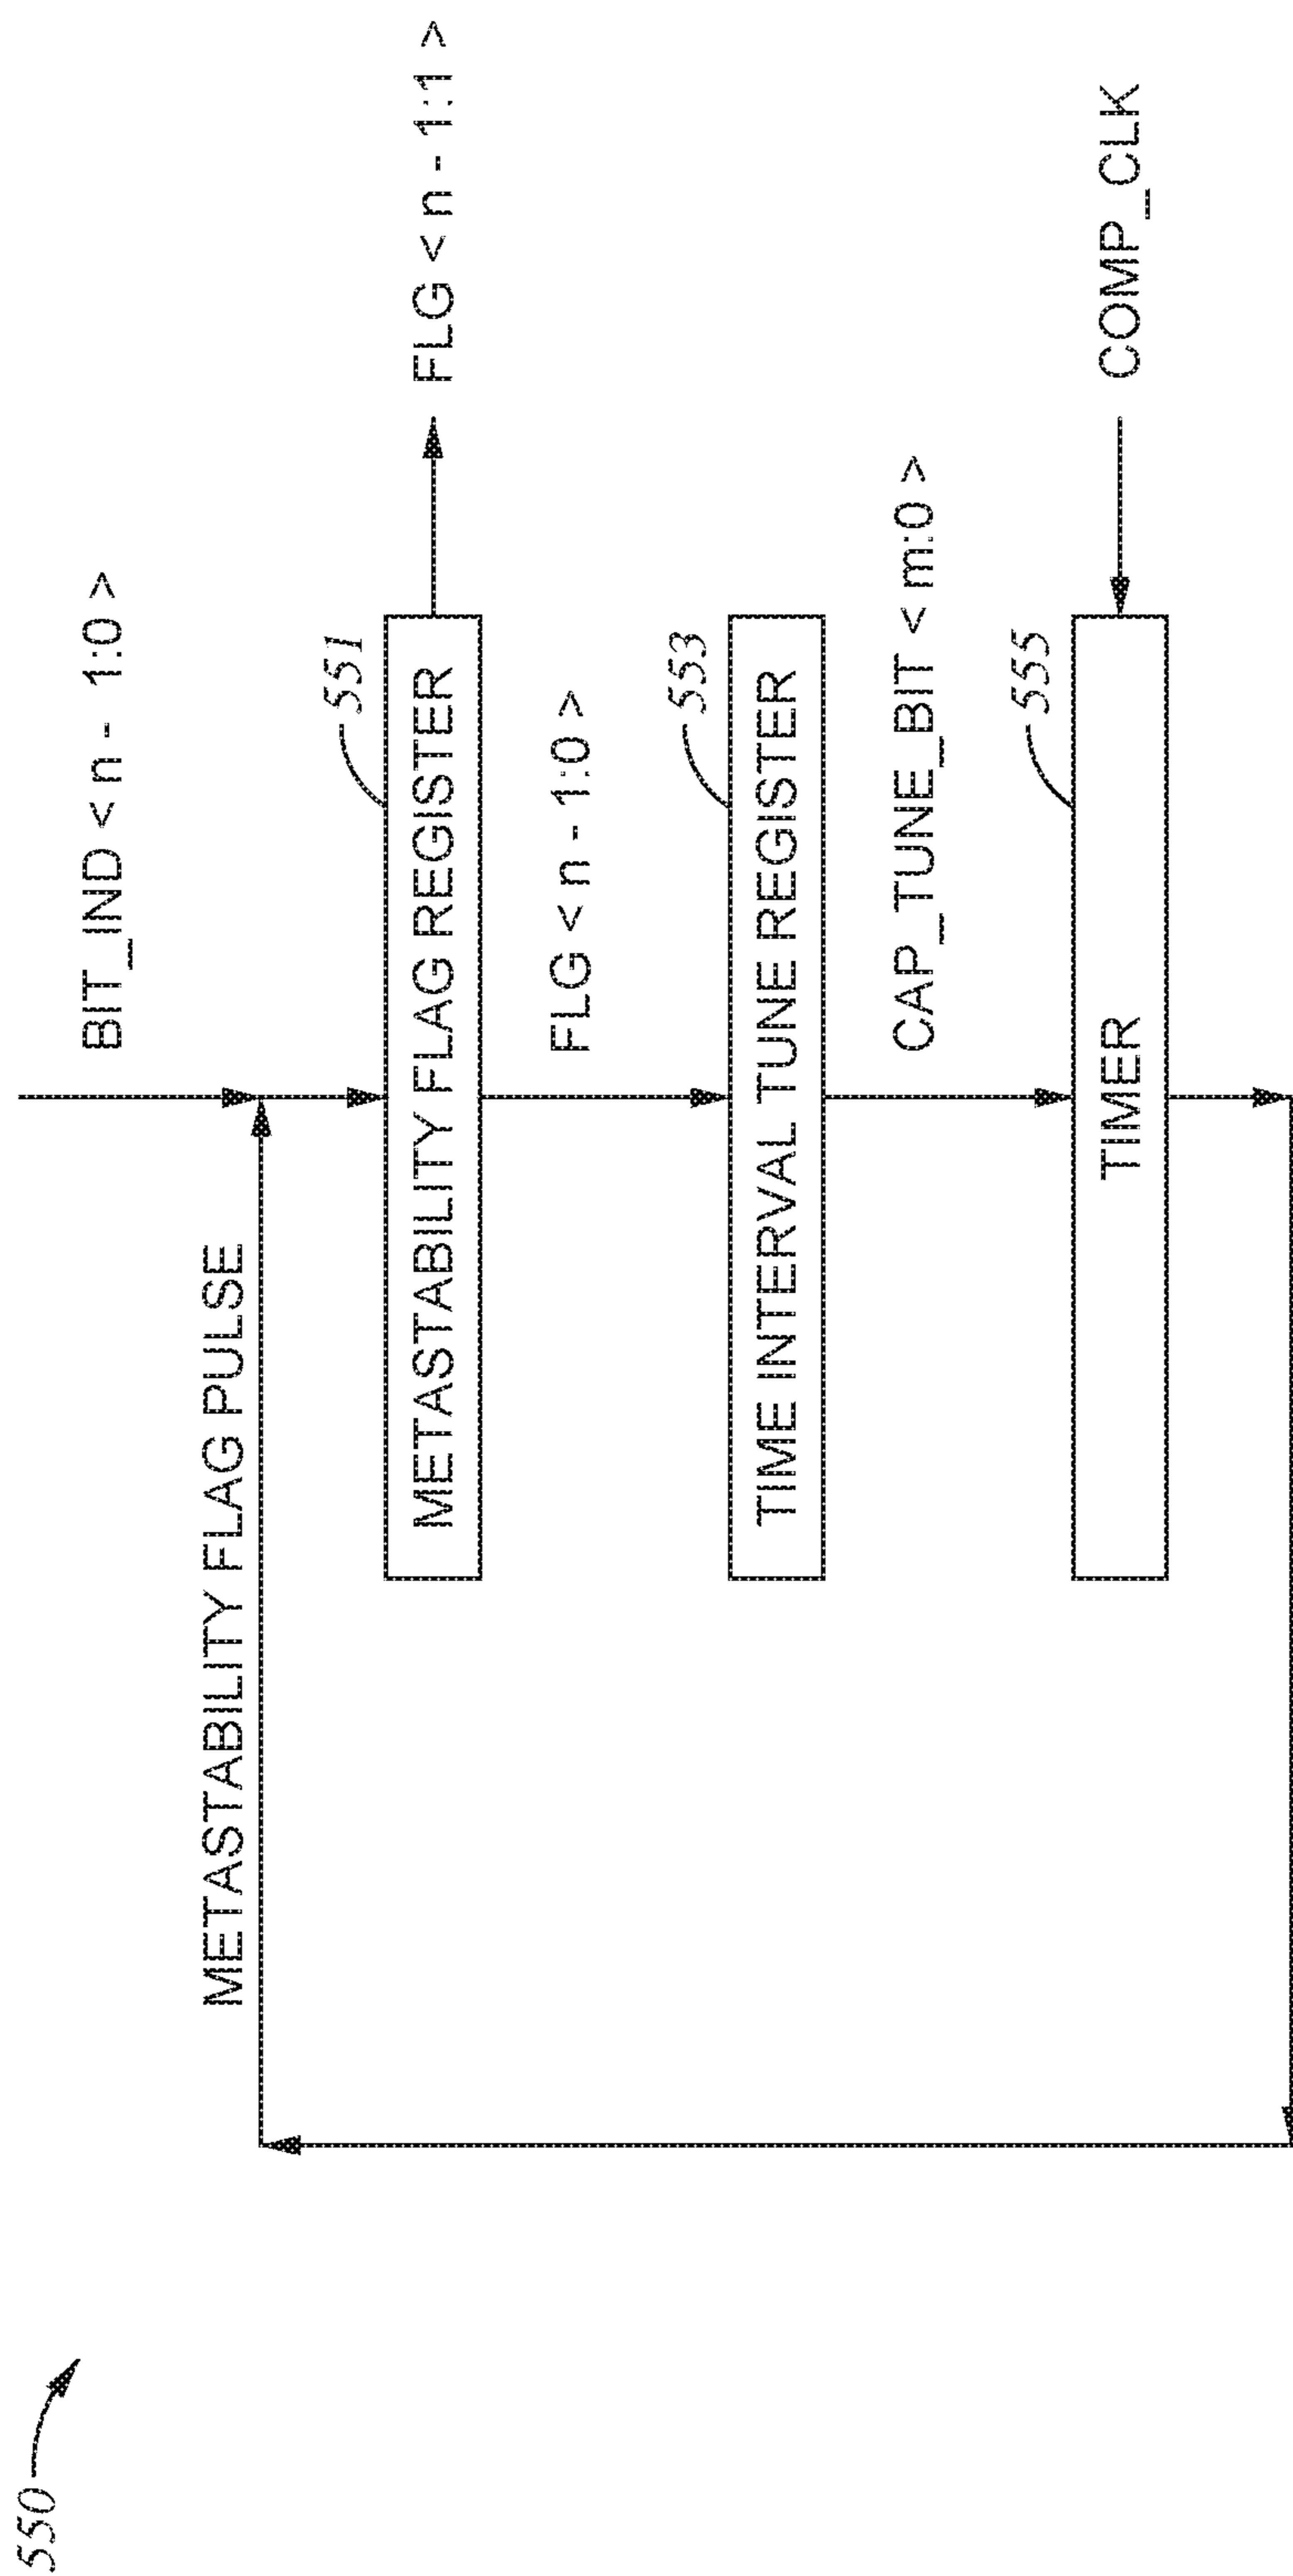 550
BIT_IND < n - 1:0 >
METASTABILITY FLAG PULSE
551
METASTABILITY FLAG REGISTER
FLG < n - 1:1 >
FLG < n - 1:0 >
553
TIME INTERVAL TUNE REGISTER
CAP_TUNE_BIT < m:0 >
555
TIMER
COMP_CLK